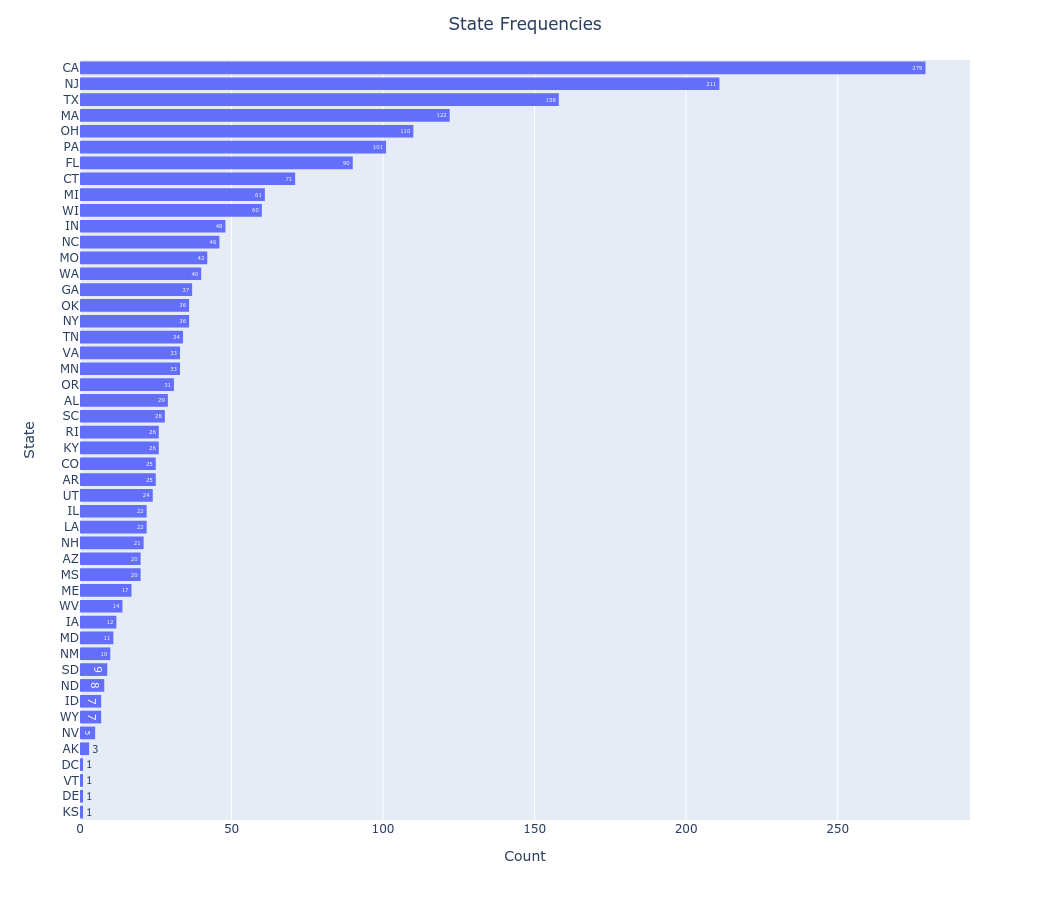 State Frequencies
CA 279
NJ 211
TX 158
MA 122
OH 110
PA 101
FL 90
CT 71
MI 61
WI 60
IN 48
NC 46
MO 42
WA 40
GA 37
OK 36
NY 36
TN 34
VA 33
MN 33
OR 31
AL 29
SC 28
RI 26
KY 26
CO 25
AR 25
UT 24
IL 22
LA 22
NH 21
AZ 20
MS 20
ME 17
WV 14
IA 12
MD 11
NM 10
SD 9
ND 8
ID 7
WY 7
NV 5
AK 3
DC 1
VT 1
DE 1
KS 1
State
0 50 100 150 200 250
Count